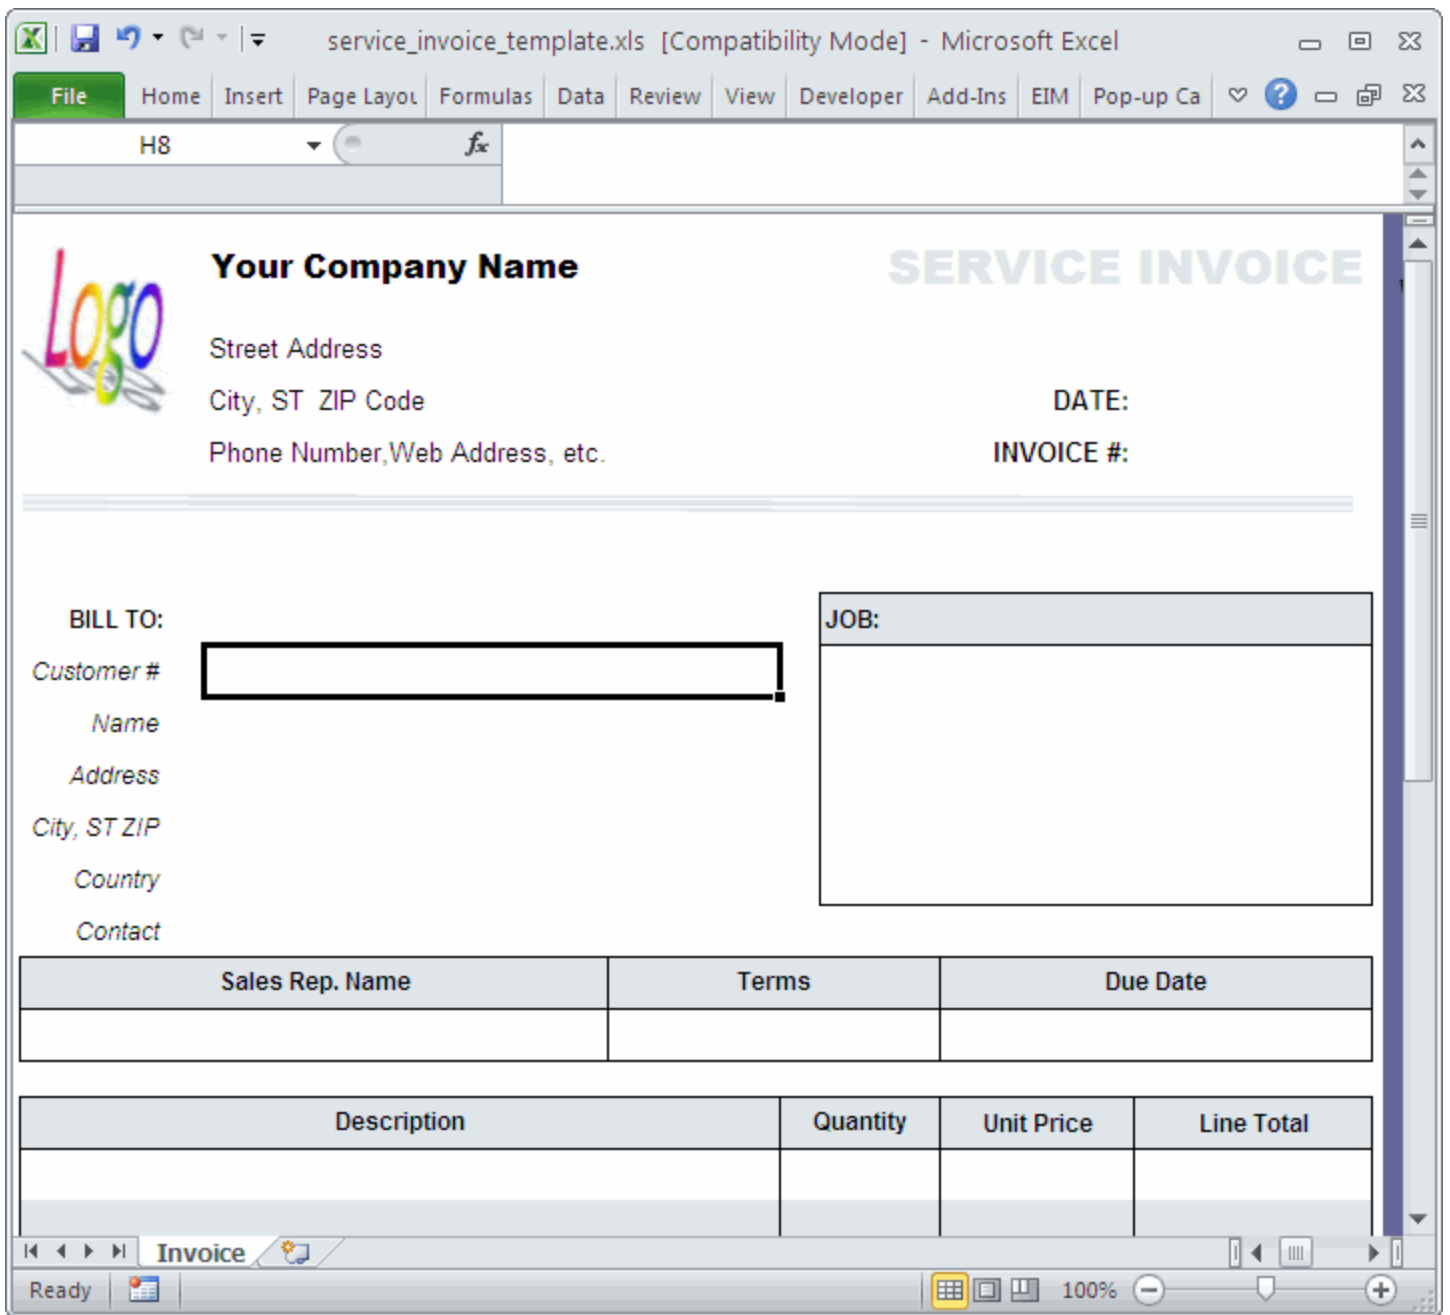 service_invoice_template.xls [Compatibility Mode] - Microsoft Excel
File Home Insert Page Layou Formulas Data Review View Developer Add-Ins EIM Pop-up Ca
H8 fx
Logo
Your Company Name SERVICE INVOICE
Street Address
City, ST ZIP Code DATE:
Phone Number,Web Address, etc. INVOICE #:
BILL TO: JOB:
Customer #
Name
Address
City, ST ZIP
Country
Contact
Sales Rep. Name Terms Due Date
Description Quantity Unit Price Line Total
Invoice
Ready 100%